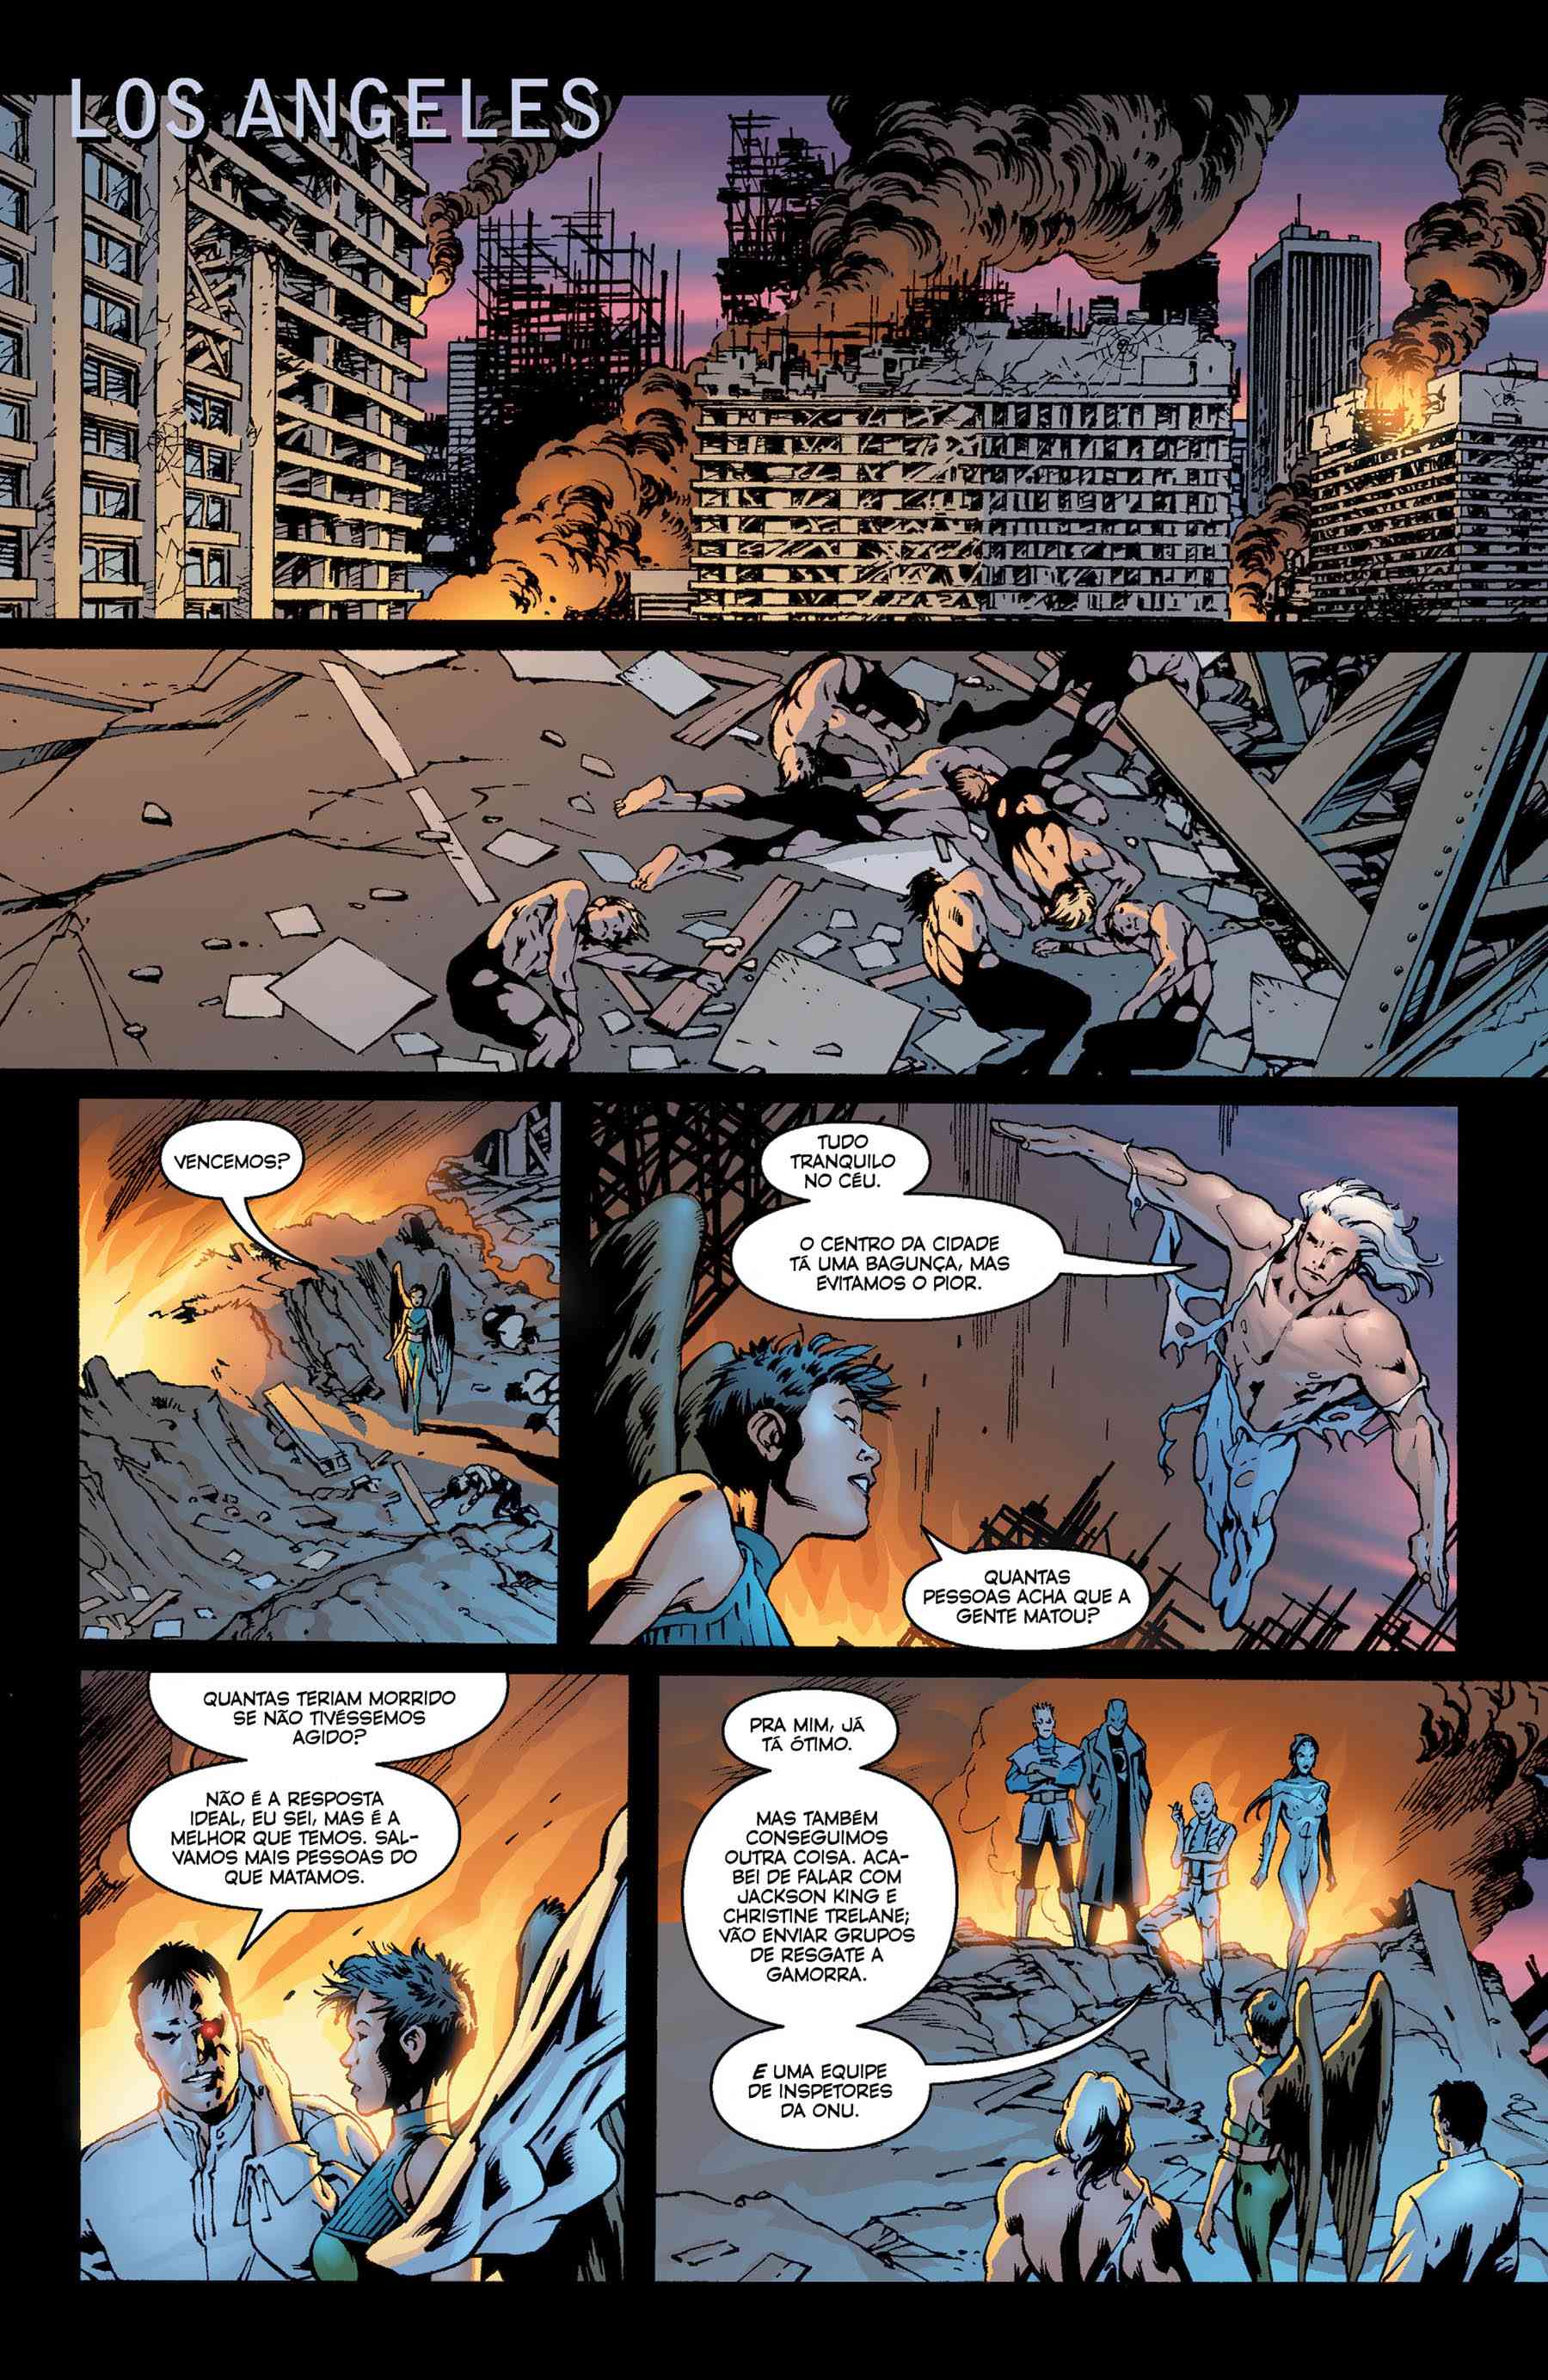 LOS ANGELES
VENCEMOS?
TUDO
TRANQUILO
NO CÉU.
O CENTRO DA CIDADE
TÁ UMA BAGUNÇA, MAS
EVITAMOS O PIOR.
QUANTAS
PESSOAS ACHA QUE A
GENTE MATOU?
QUANTAS TERIAM MORRIDO
SE NÃO TIVÉSSEMOS
AGIDO?
NÃO É A RESPOSTA
IDEAL, EU SEI, MAS É A
MELHOR QUE TEMOS. SAL-
VAMOS MAIS PESSOAS DO
QUE MATAMOS.
PRA MIM, JÁ
TÁ ÓTIMO.
MAS TAMBÉM
CONSEGUIMOS
OUTRA COISA. ACA-
BEI DE FALAR COM
JACKSON KING E
CHRISTINE TRELANE;
VÃO ENVIAR GRUPOS
DE RESGATE A
GAMORRA.
E UMA EQUIPE
DE INSPETORES
DA ONU.